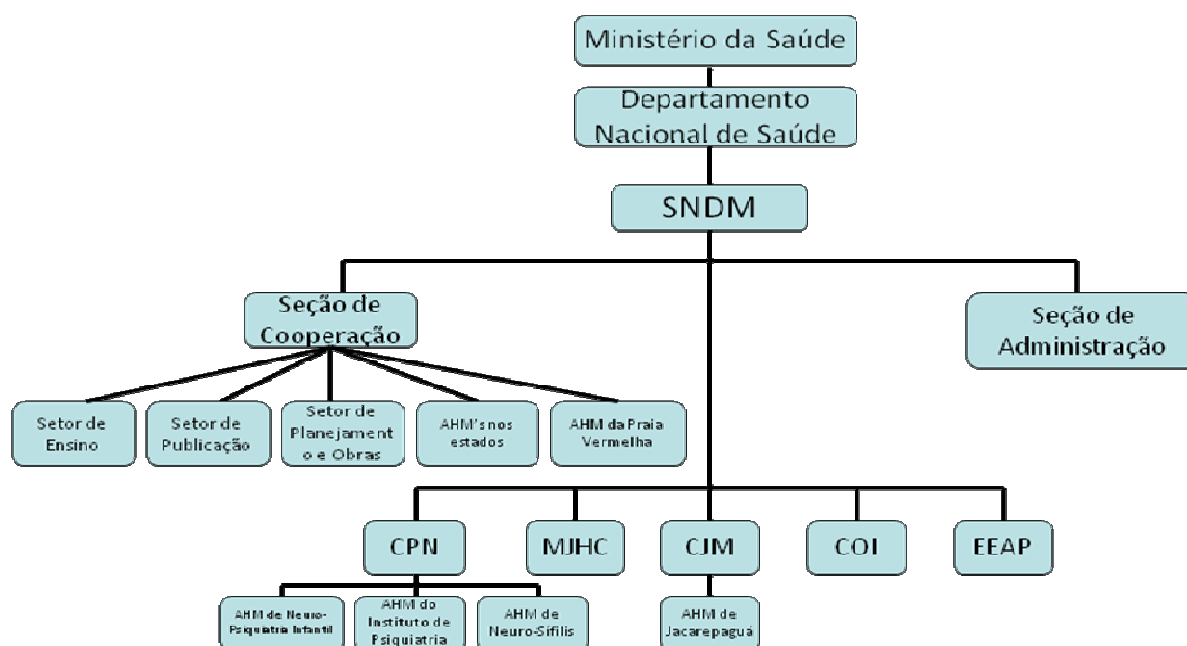 Ministério da Saúde
Departamento
Nacional de Saúde
SNDM
Seção de
Cooperação
Seção de
Administração
Setor de
Ensino
Setor de
Publicação
Setor de
Planejament
o e Obras
AHM's nos
estados
AHM da Praia
Vermelha
CPN
MJHC
CJM
COI
EEAP
AHM de Neuro-
Psiquiatria Infantil
AHM do
Instituto de
Psiquiatria
AHM de
Neuro-Sífilis
AHM de
Jacarepaguá